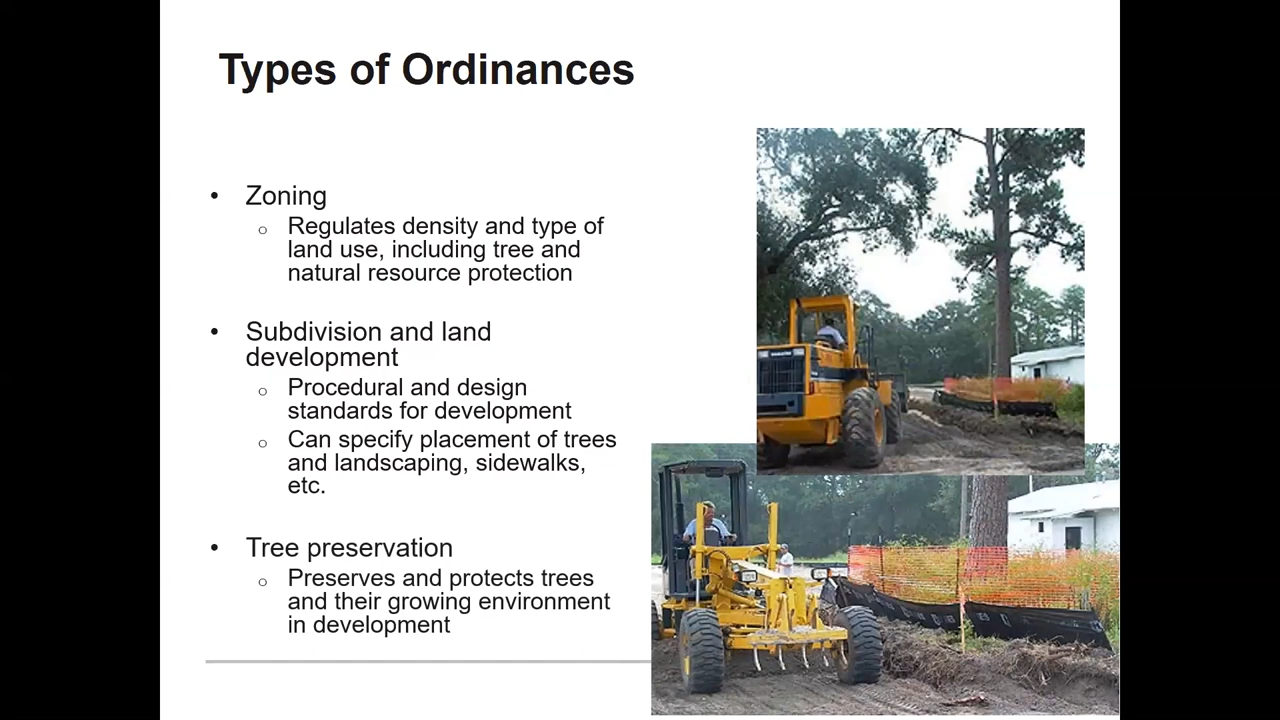 Types of Ordinances
• Zoning
o Regulates density and type of
land use, including tree and
natural resource protection
• Subdivision and land
development
o Procedural and design
standards for development
o Can specify placement of trees
and landscaping, sidewalks,
etc.
• Tree preservation
o Preserves and protects trees
and their growing environment
in development